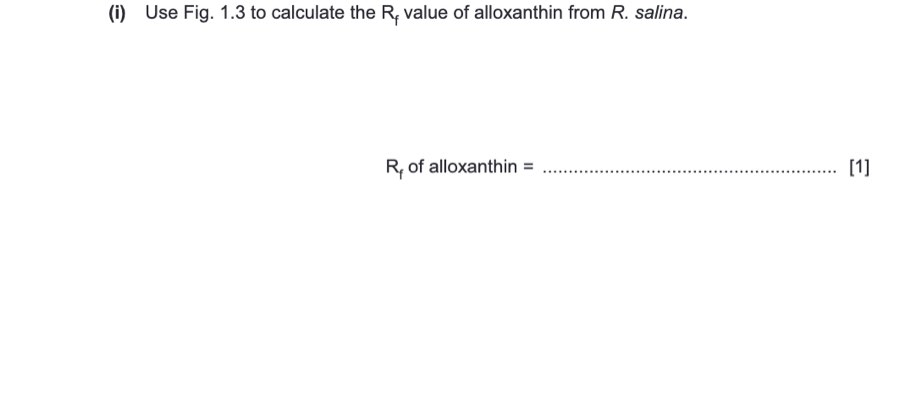 (i) Use Fig. 1.3 to calculate the Rf value of alloxanthin from R. salina.
Rf of alloxanthin = ......................................................... [1]